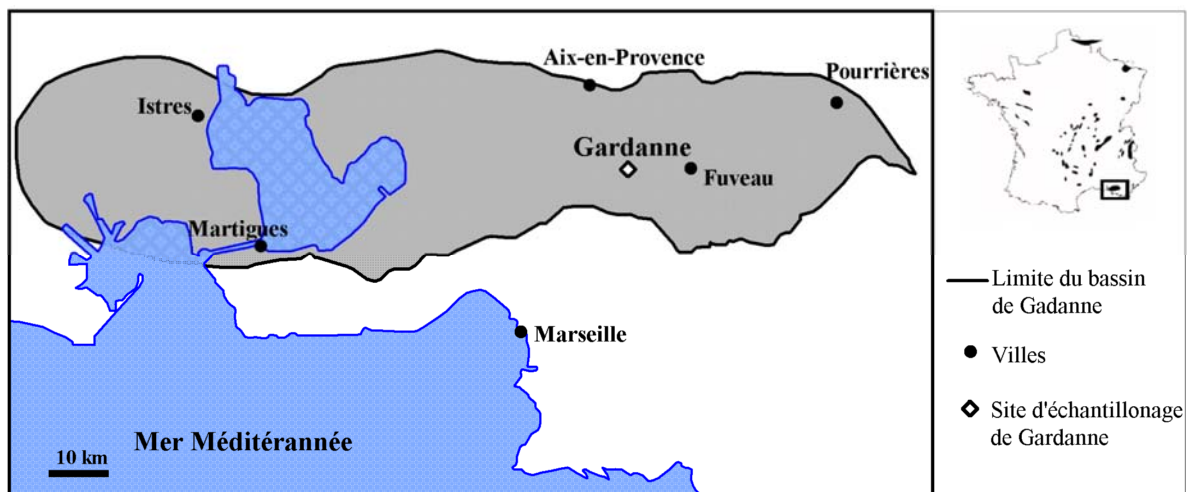 Aix-en-Provence
Pourrières
Istres
Gardanne
Fuveau
Martigues
Marseille
Mer Méditérannée
10 km
Limite du bassin
de Gadanne
Villes
Site d'échantillonage
de Gardanne